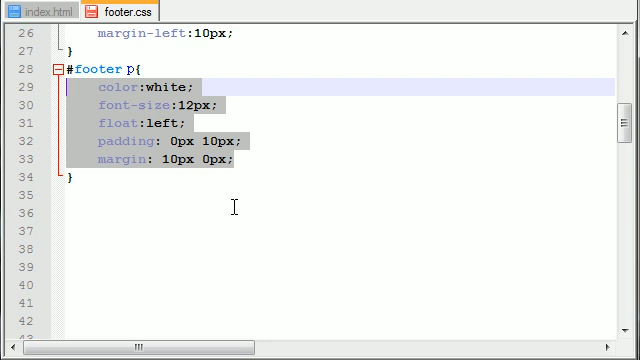 index.html footer.css
26 margin-left:10px;
27 }
28 #footer p{
29 color:white;
30 font-size:12px;
31 float:left;
32 padding: 0px 10px;
33 margin: 10px 0px;
34 }
35
36
37
38
39
40
41
42
43